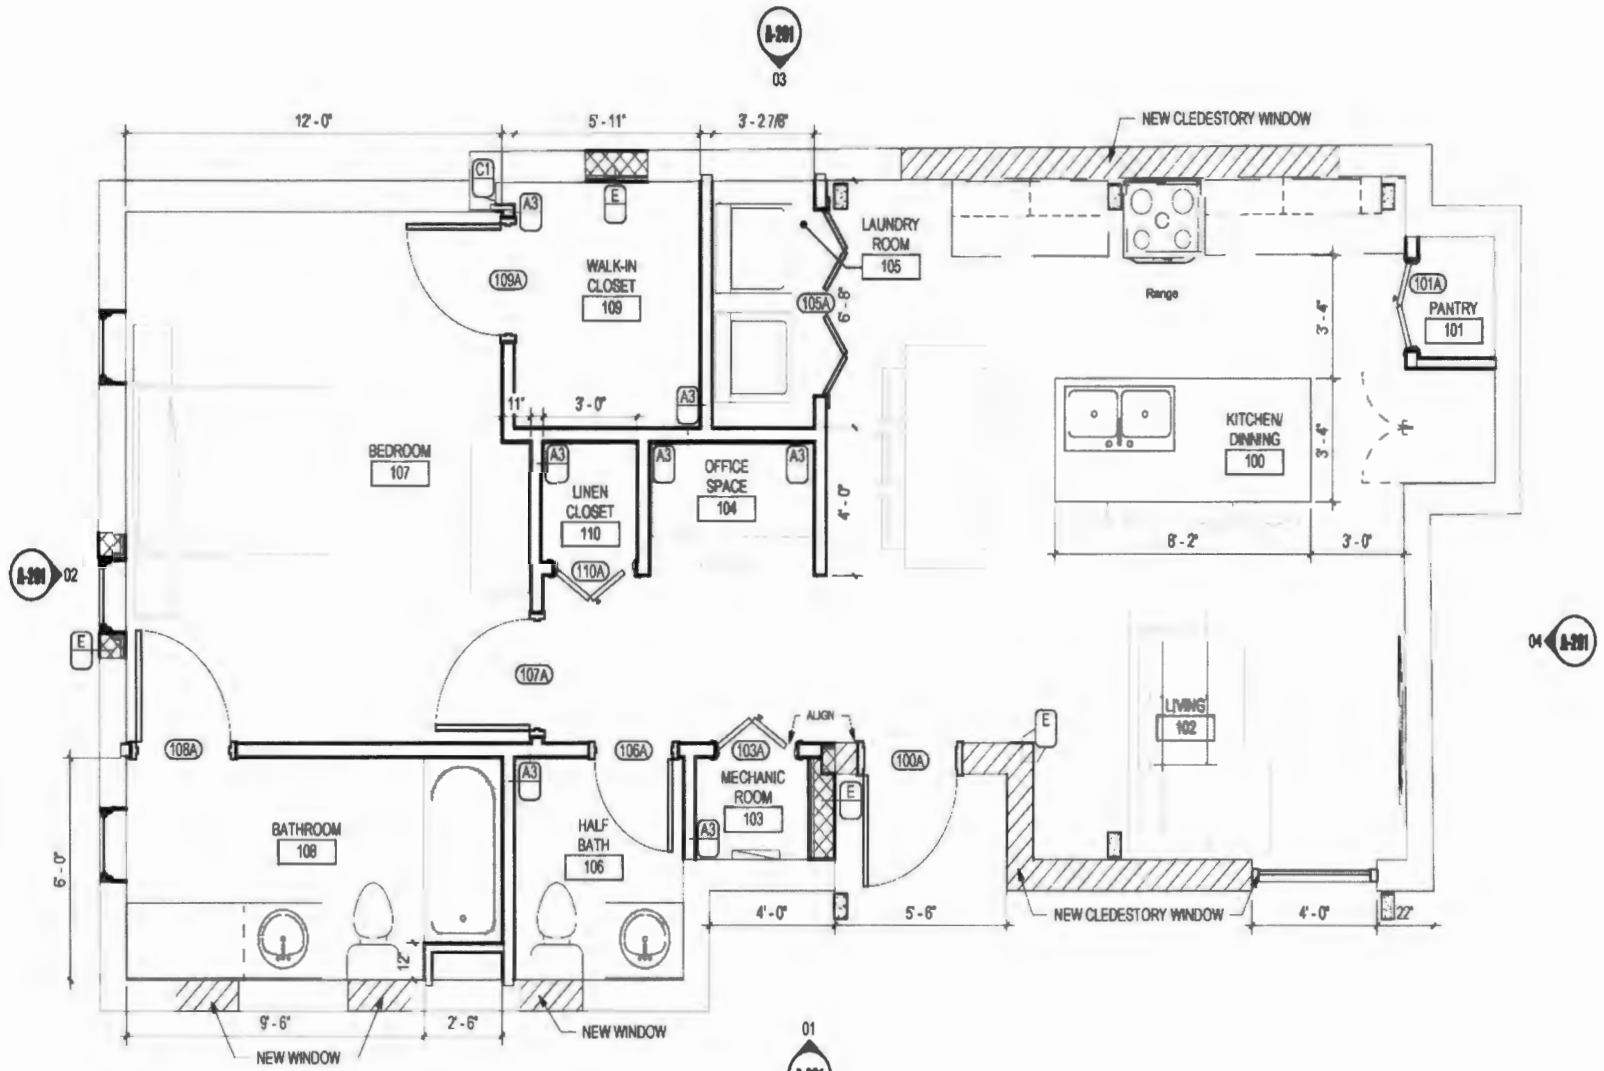 A-201
03
12' - 0"
5' - 11"
3' - 2 7/8"
NEW CLEDESTORY WINDOW
C1
A3
E
LAUNDRY
ROOM
105
WALK-IN
CLOSET
109
109A
105A
6' - 8"
Range
101A
PANTRY
101
3' - 4"
A3
11"
3' - 0"
KITCHEN/
DINNING
100
3' - 4"
BEDROOM
107
A3
A3
A3
OFFICE
SPACE
104
LINEN
CLOSET
110
4' - 0"
110A
8' - 2"
3' - 0"
A-201
02
E
04
A-201
107A
LIVING
102
ALIGN
E
108A
106A
103A
100A
A3
MECHANIC
ROOM
103
E
BATHROOM
108
HALF
BATH
106
A3
6' - 0"
4' - 0"
5' - 6"
NEW CLEDESTORY WINDOW
4' - 0"
22"
12"
9' - 6"
2' - 6"
NEW WINDOW
NEW WINDOW
01